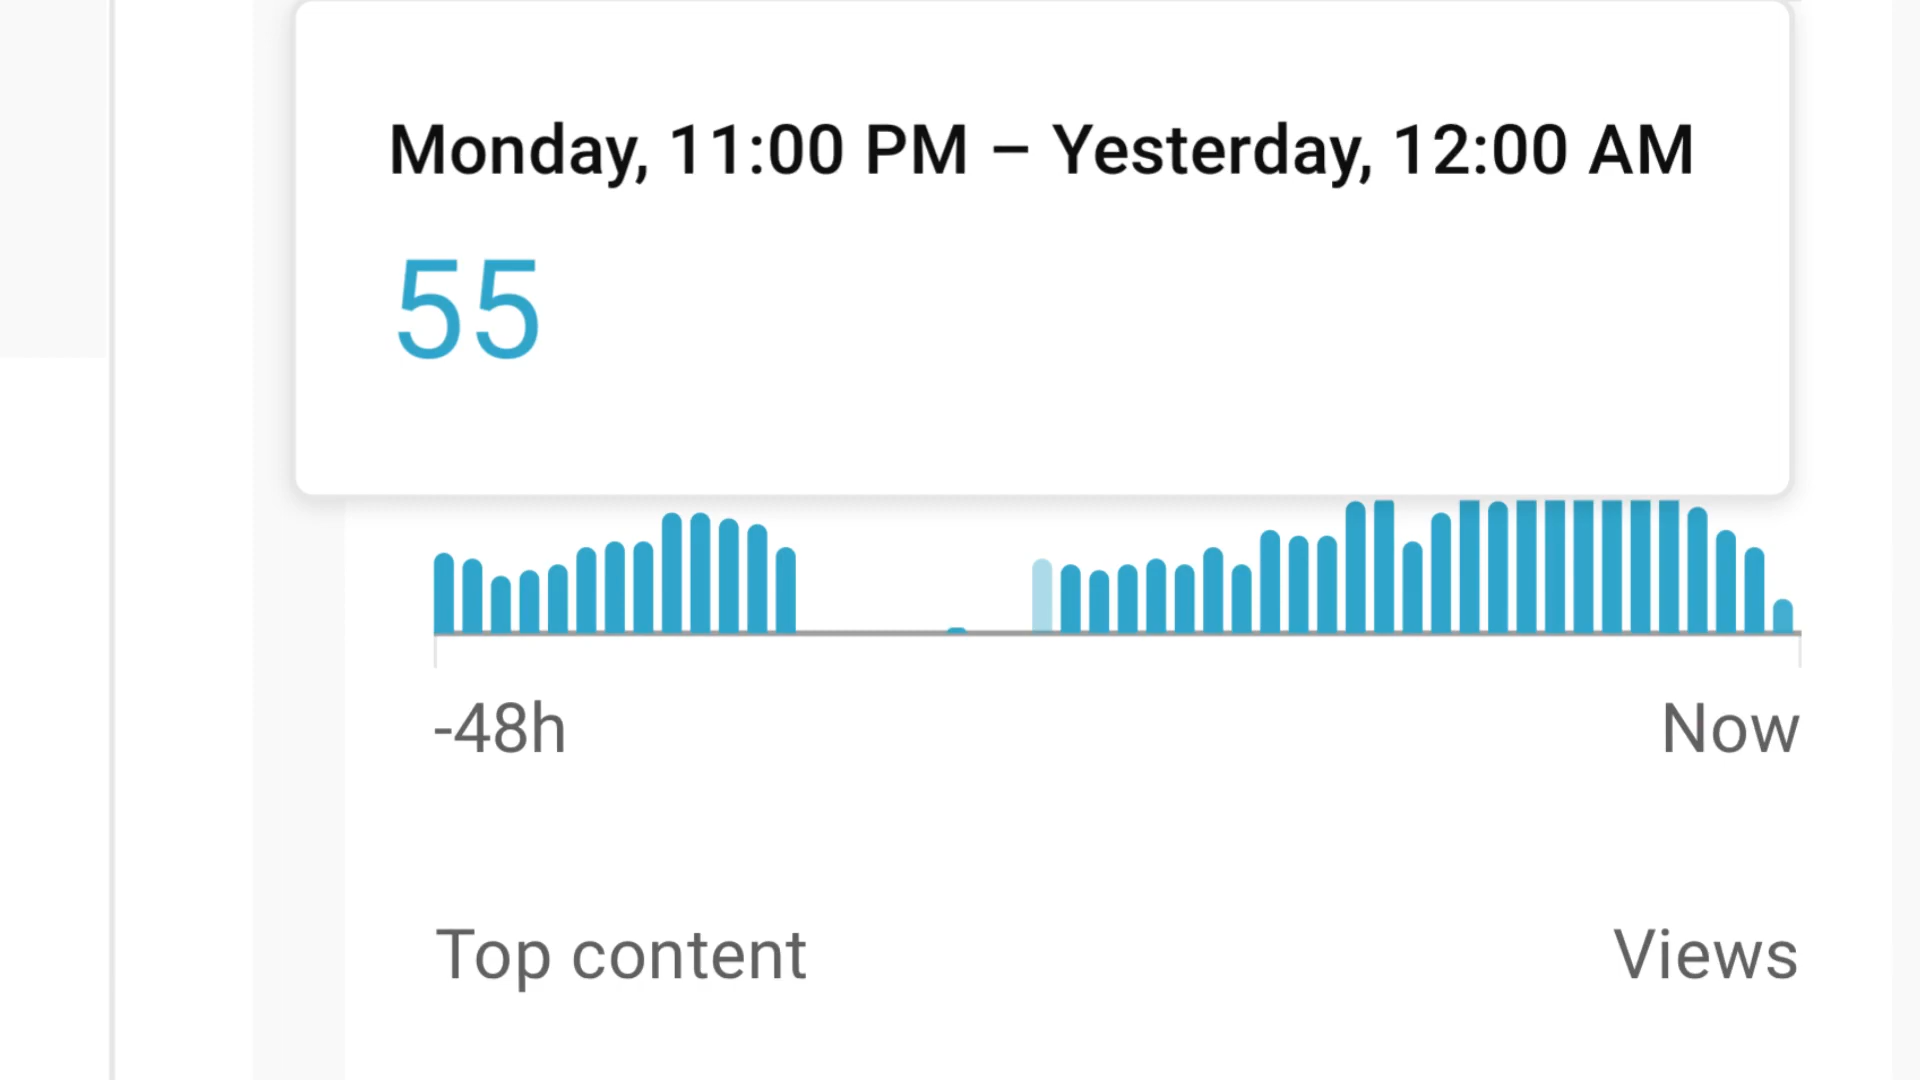 Monday, 11:00 PM – Yesterday, 12:00 AM
55
-48h Now
Top content Views